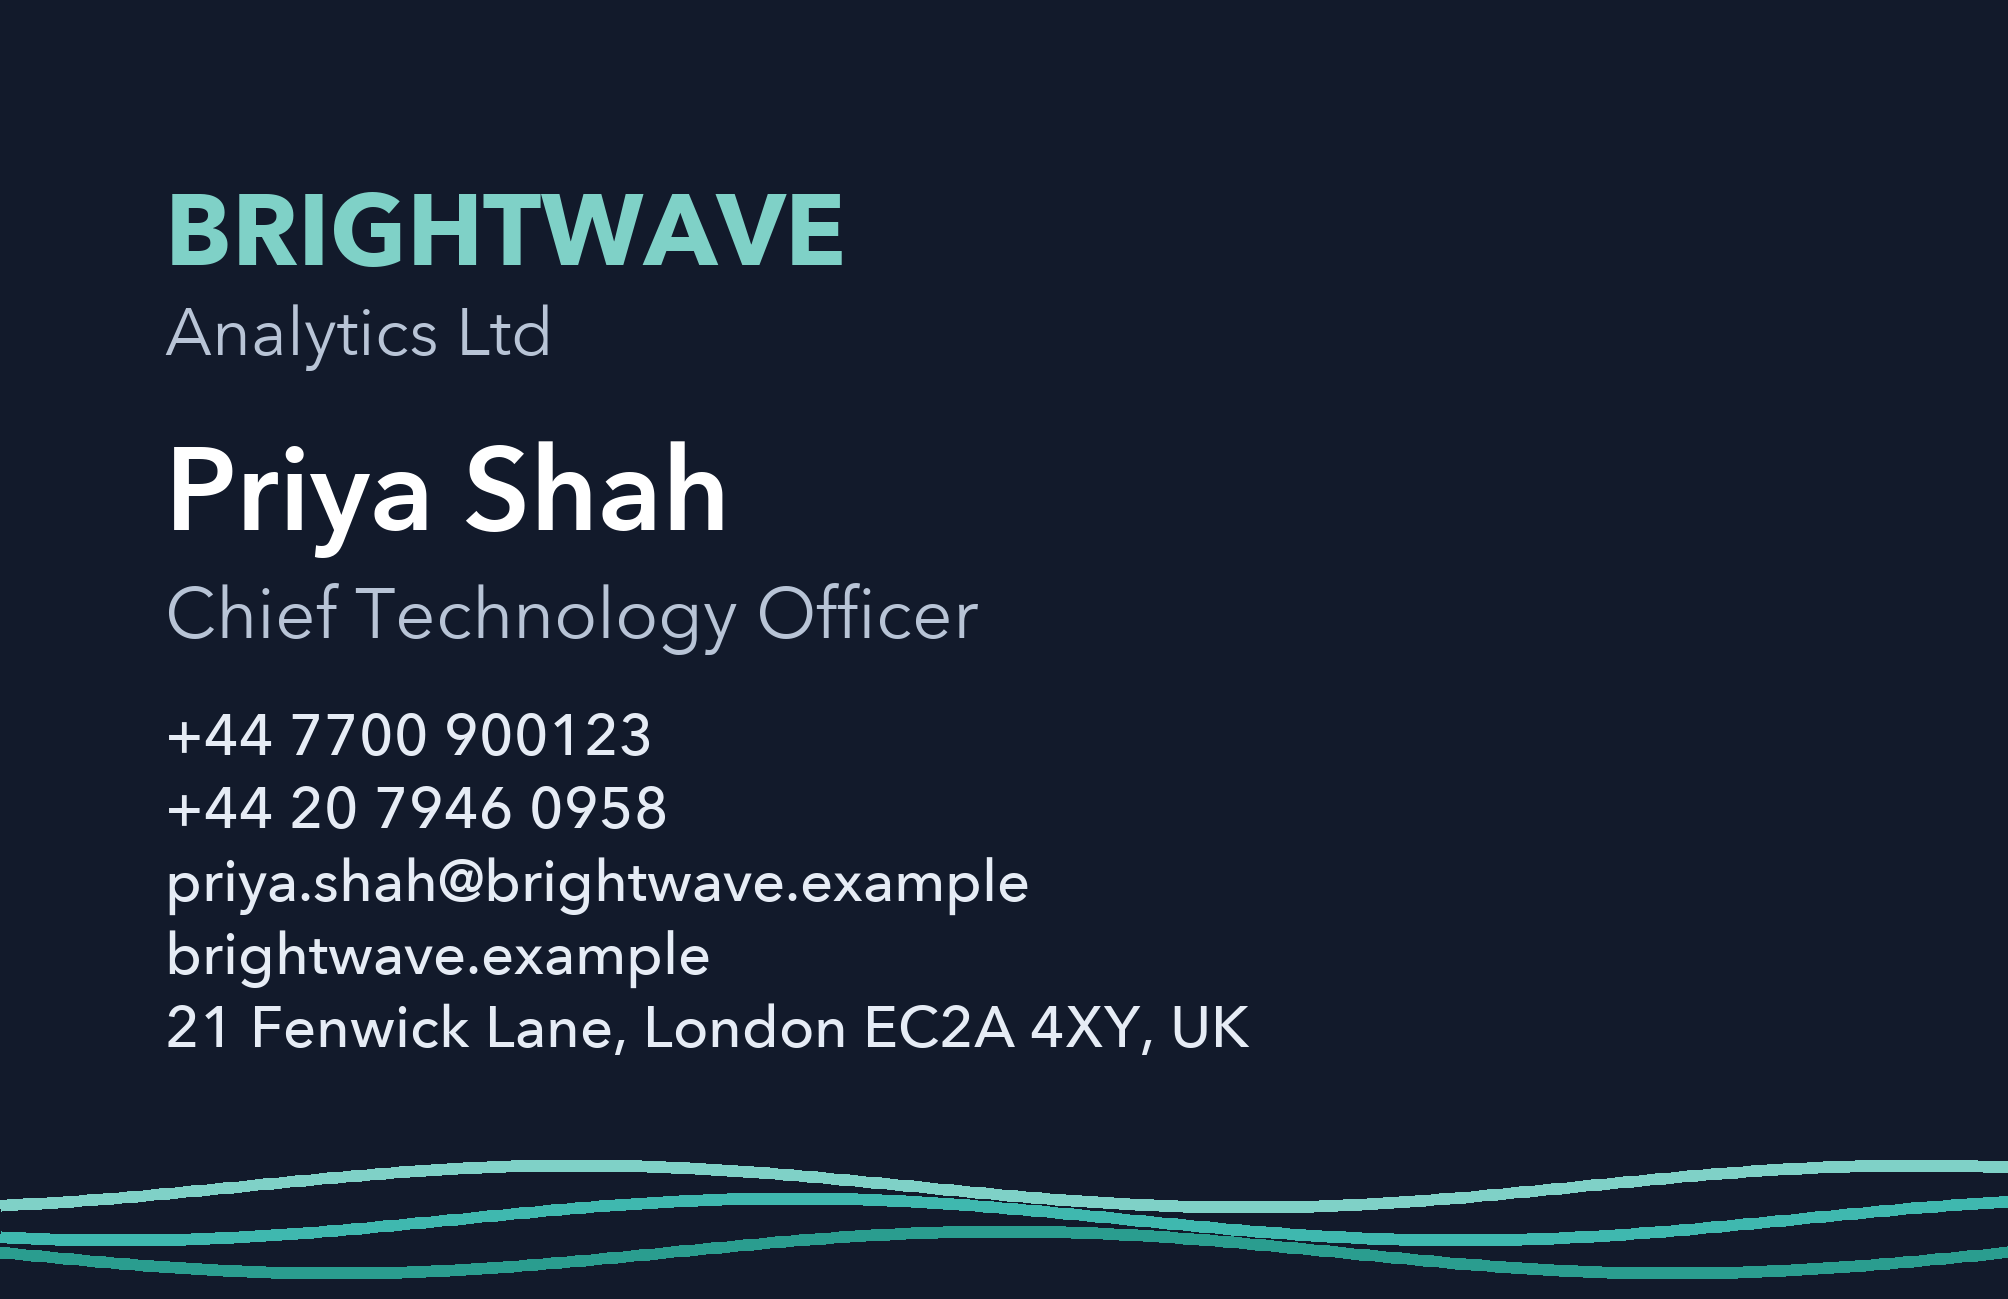 BRIGHTWAVE
Analytics Ltd
Priya Shah
Chief Technology Officer
+44 7700 900123
+44 20 7946 0958
priya.shah@brightwave.example
brightwave.example
21 Fenwick Lane, London EC2A 4XY, UK